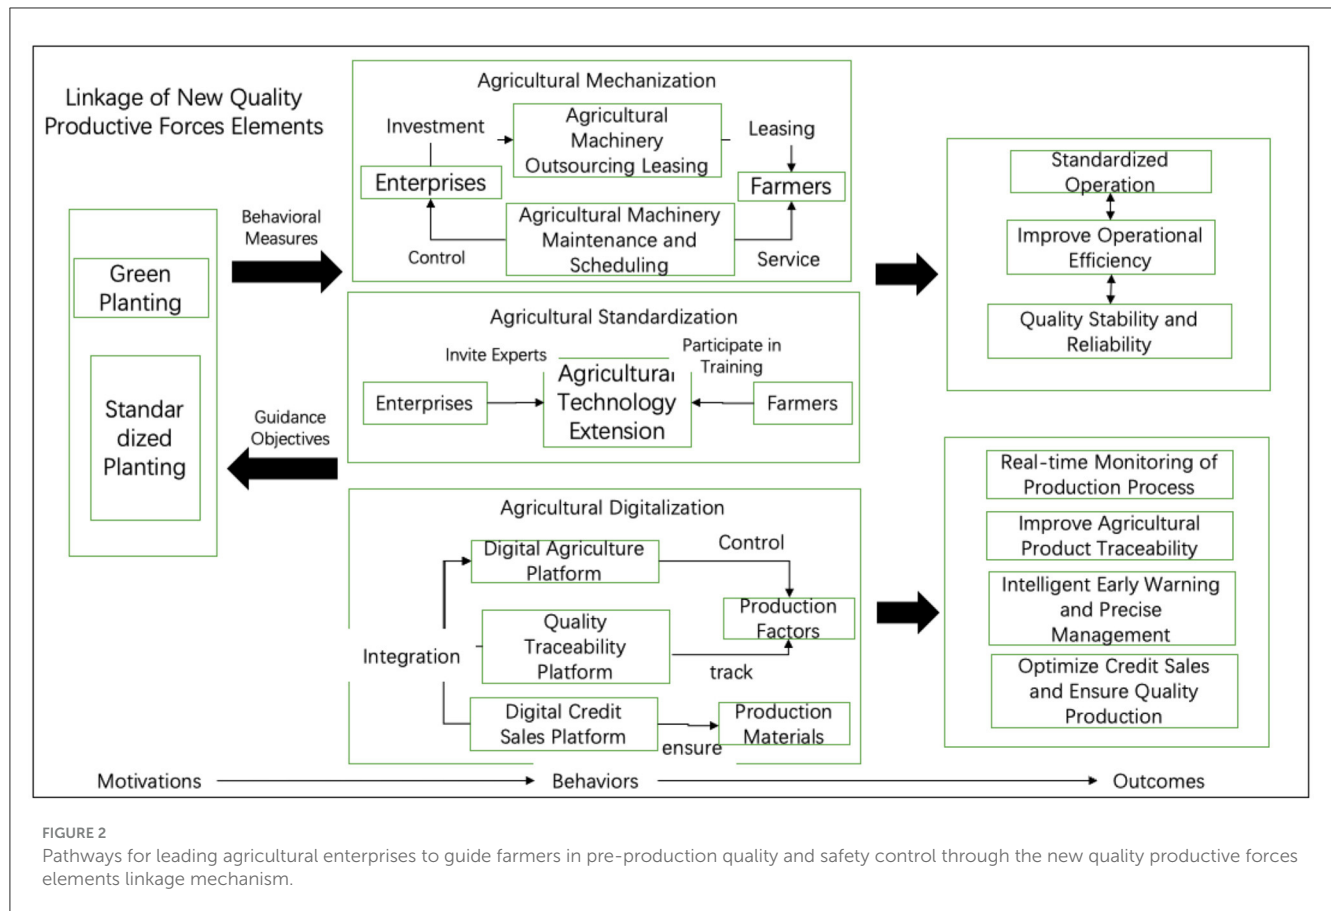 Linkage of New Quality
Productive Forces Elements
Green
Planting
Standar
dized
Planting
Behavioral
Measures
Guidance
Objectives
Agricultural Mechanization
Investment
Agricultural
Machinery
Outsourcing Leasing
Leasing
Enterprises
Farmers
Agricultural Machinery
Maintenance and
Scheduling
Control
Service
Agricultural Standardization
Invite Experts
Participate in
Training
Enterprises
Agricultural
Technology
Extension
Farmers
Agricultural Digitalization
Digital Agriculture
Platform
Control
Integration
Quality
Traceability
Platform
Production
Factors
track
Digital Credit
Sales Platform
ensure
Production
Materials
Standardized
Operation
Improve Operational
Efficiency
Quality Stability and
Reliability
Real-time Monitoring of
Production Process
Improve Agricultural
Product Traceability
Intelligent Early Warning
and Precise
Management
Optimize Credit Sales
and Ensure Quality
Production
Motivations
Behaviors
Outcomes
FIGURE 2
Pathways for leading agricultural enterprises to guide farmers in pre-production quality and safety control through the new quality productive forces
elements linkage mechanism.